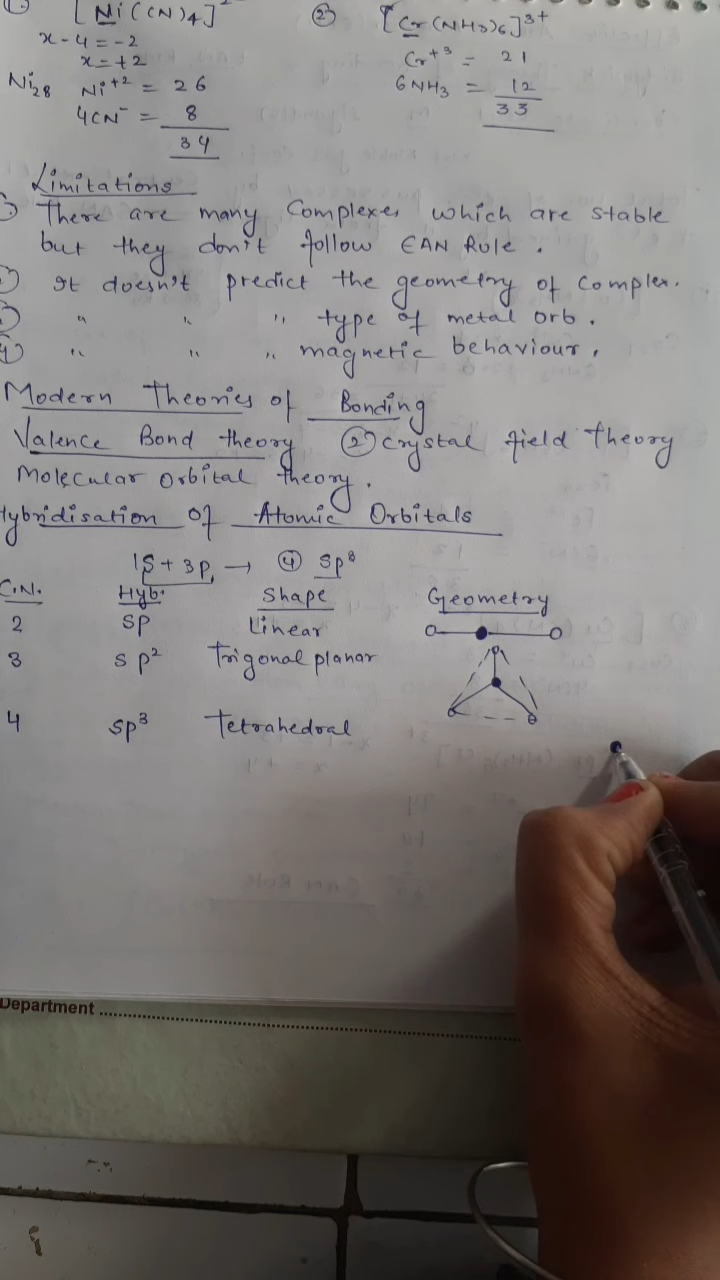 [Ni(CN)4]2- ② [Cr(NH3)6]3+
x-4=-2
x=+2 Cr+3 = 21
Ni28 Ni+2 = 26 6NH3 = 12
4CN- = 8 33
34
Limitations
There are many Complexes which are stable
but they don't follow EAN Rule.
It doesn't predict the geometry of Complex.
" " " type of metal orb.
④ " " " magnetic behaviour.
Modern Theories of Bonding
Valence Bond theory ② Crystal field Theory
Molecular Orbital theory.
Hybridisation Of Atomic Orbitals
1S + 3P → ④ SP3
C.N. Hyb. Shape Geometry
2 SP Linear
3 SP2 Trigonal planar
4 SP3 Tetrahedral
Department